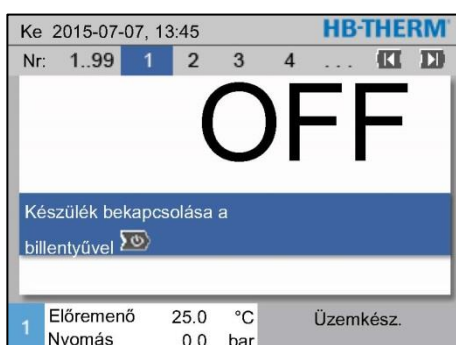 Ke 2015-07-07, 13:45 HB-THERM
Nr: 1..99 1 2 3 4 ...
OFF
Készülék bekapcsolása a
billentyűvel
1 Előremenő 25.0 °C Üzemkész.
Nyomás 0.0 bar